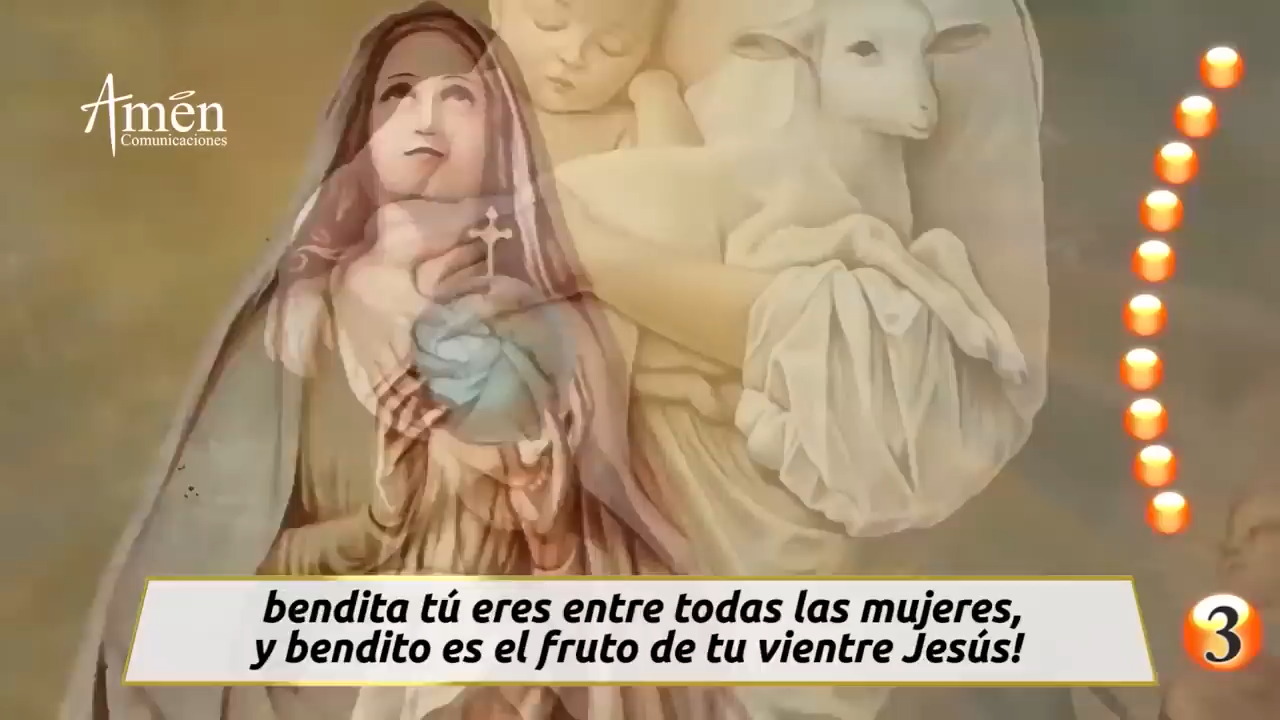 Amén
Comunicaciones
bendita tú eres entre todas las mujeres,
y bendito es el fruto de tu vientre Jesús!
3